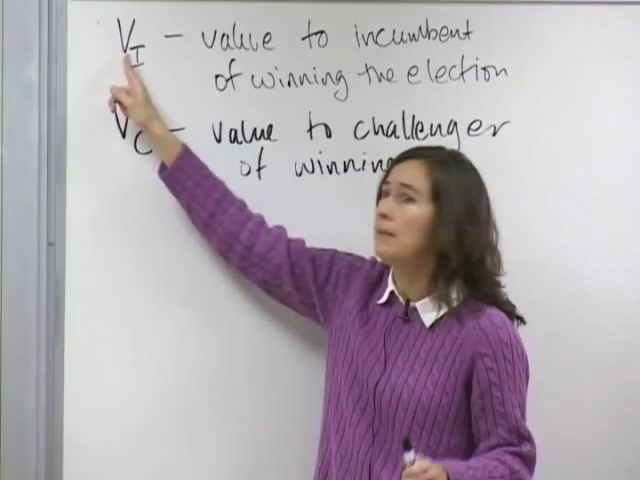 V_I - value to incumbent
of winning the election
V_C - value to challenger
of winning